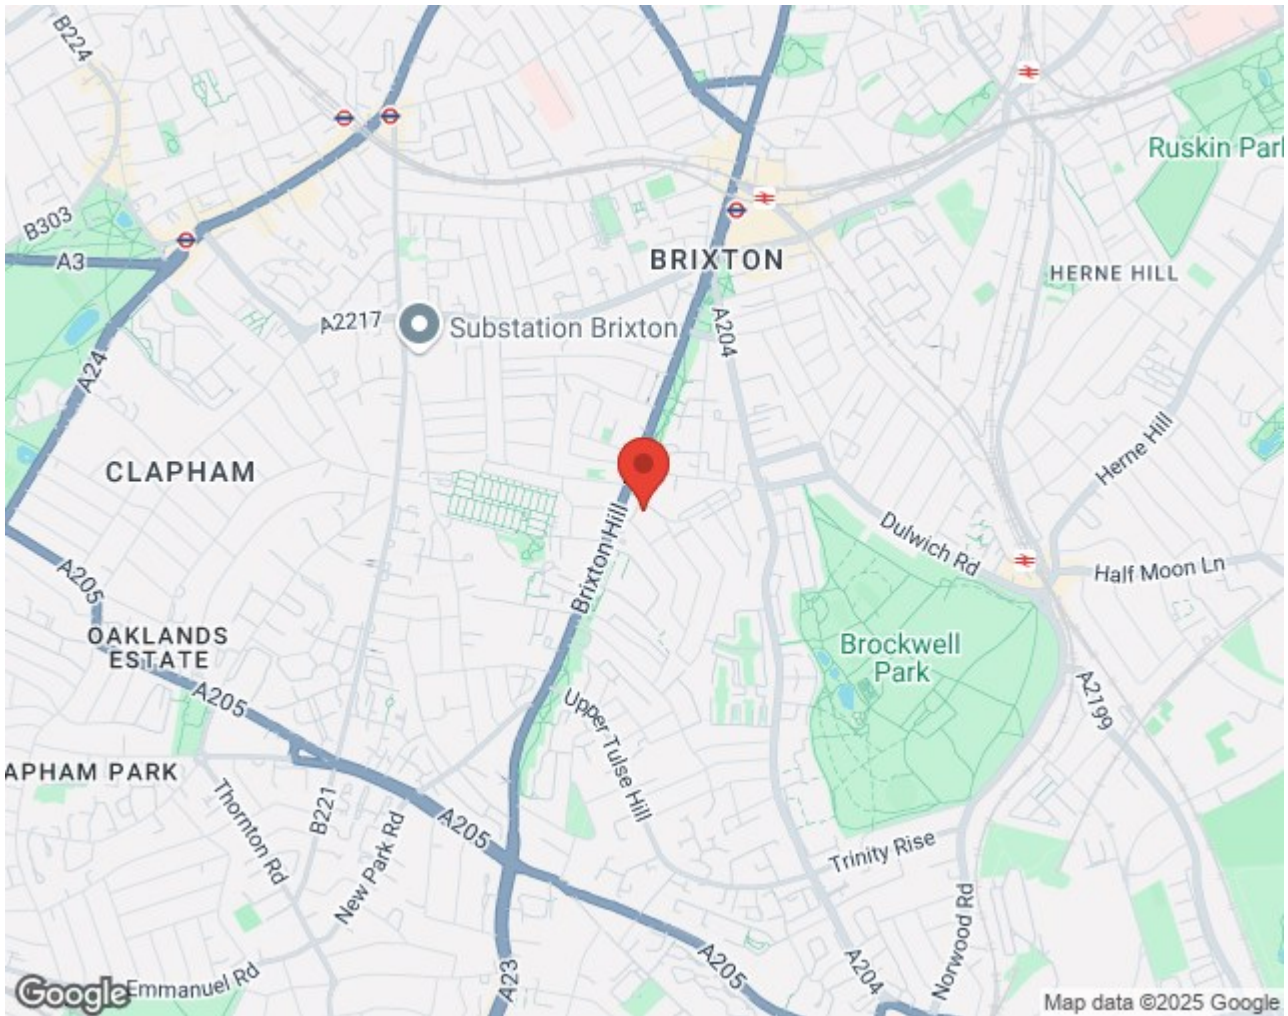 B224
Ruskin Parl
B303
A3
BRIXTON
HERNE HILL
A2217
Substation Brixton
A204
A24
CLAPHAM
Herne Hill
Brixton Hill
Dulwich Rd
Half Moon Ln
A205
OAKLANDS
ESTATE
Brockwell
Park
A205
A2199
Upper Tulse Hill
APHAM PARK
Thornton Rd
B221
New Park Rd
A205
Trinity Rise
Norwood Rd
A23
A205
A204
Emmanuel Rd
Google
Map data ©2025 Google